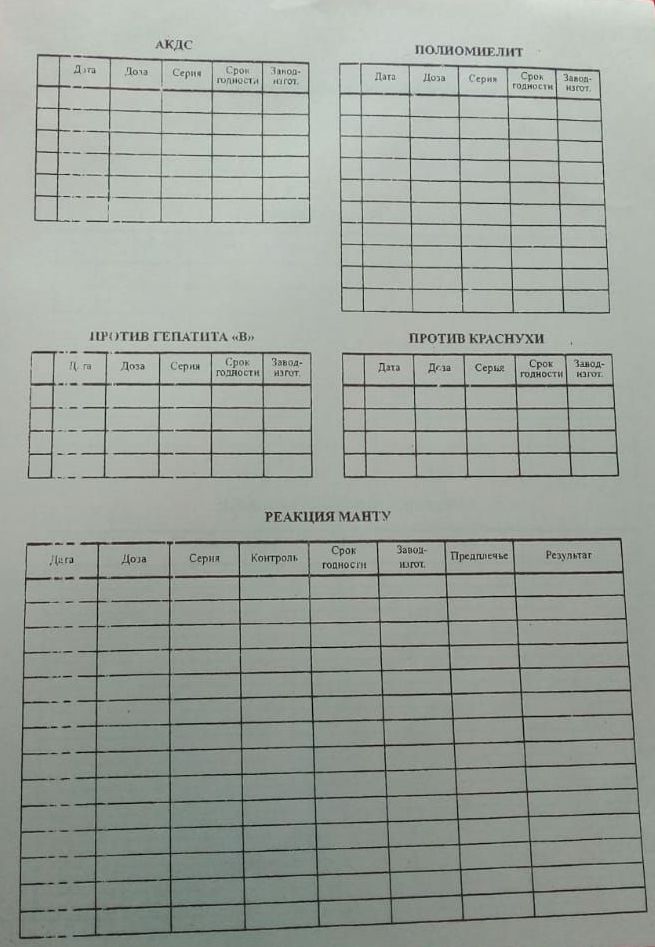 АКДС
Дата Доза Серия Срок годности Завод-изгот.
ПОЛИОМИЕЛИТ
Дата Доза Серия Срок годности Завод-изгот.
ПРОТИВ ГЕПАТИТА «В»
Дата Доза Серия Срок годности Завод-изгот.
ПРОТИВ КРАСНУХИ
Дата Доза Серия Срок годности Завод-изгот.
РЕАКЦИЯ МАНТУ
Дата Доза Серия Контроль Срок годности Завод-изгот. Предплечье Результат